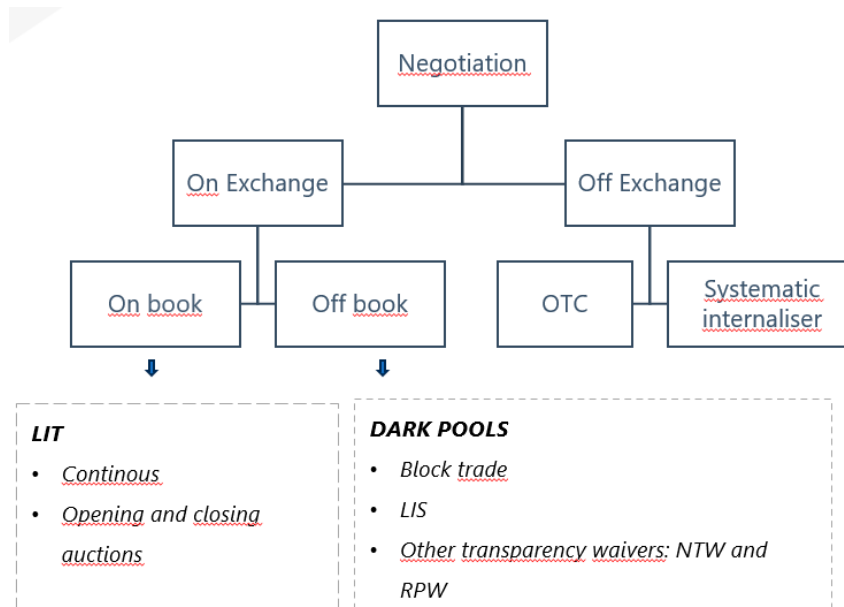 Negotiation
On Exchange
Off Exchange
On book
Off book
OTC
Systematic
internaliser
LIT
• Continous
• Opening and closing
auctions
DARK POOLS
• Block trade
• LIS
• Other transparency waivers: NTW and
RPW